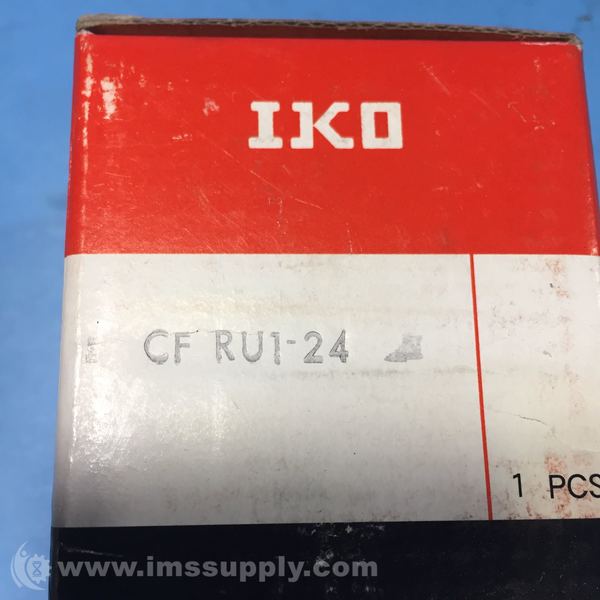 IKO
CF RU1-24
1 PCS
www.imssupply.com